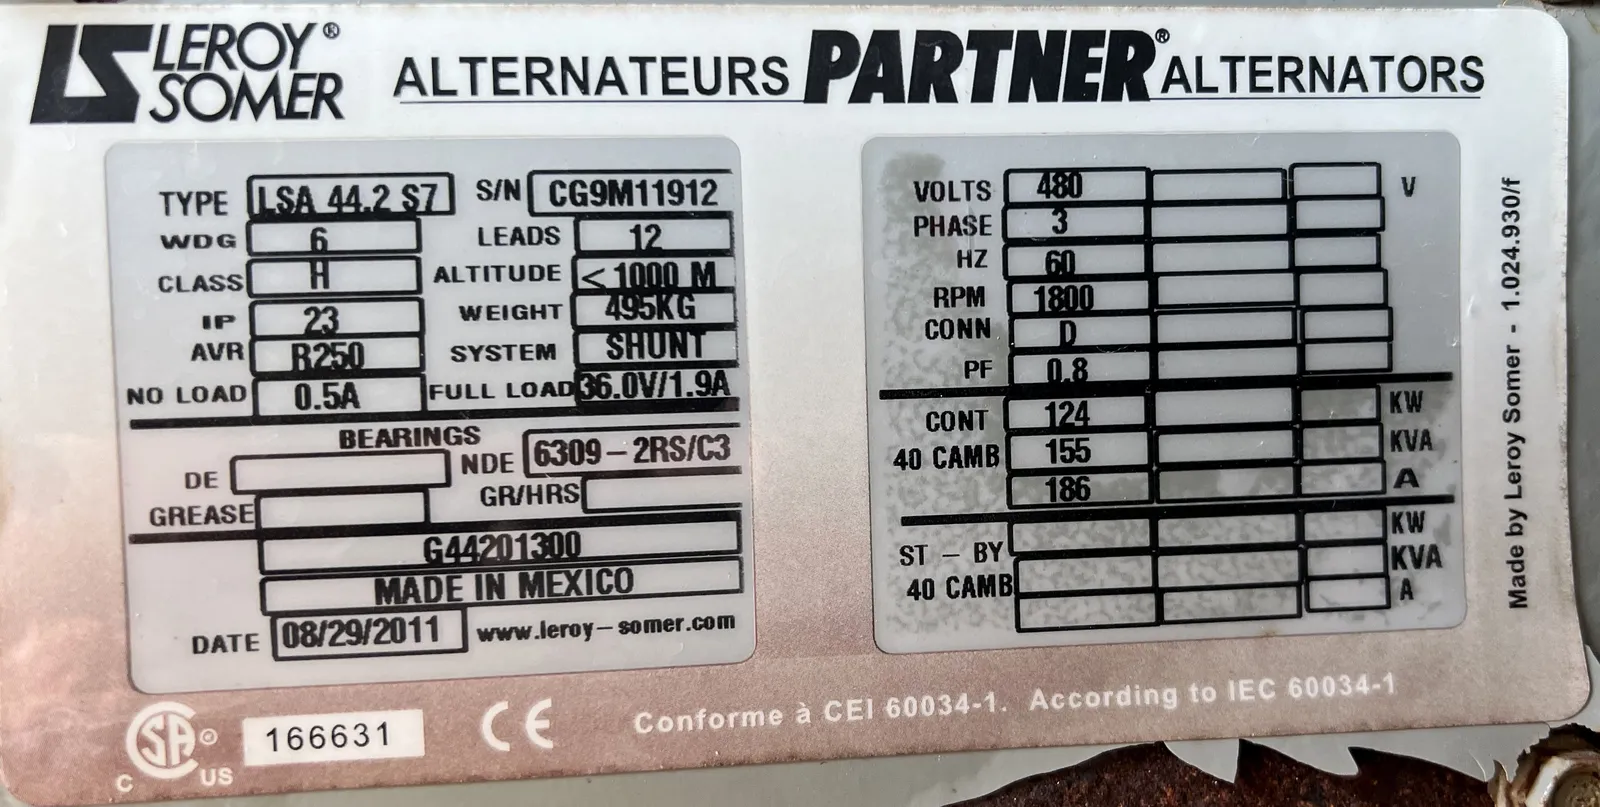 LEROY®
SOMER
ALTERNATEURS PARTNER® ALTERNATORS
TYPE LSA 44.2 S7 S/N CG9M11912
WDG 6 LEADS 12
CLASS H ALTITUDE < 1000 M
IP 23 WEIGHT 495KG
AVR R250 SYSTEM SHUNT
NO LOAD 0.5A FULL LOAD 36.0V/1.9A
BEARINGS
DE NDE 6309-2RS/C3
GREASE GR/HRS
G44201300
MADE IN MEXICO
DATE 08/29/2011 www.leroy-somer.com
VOLTS 480 V
PHASE 3
HZ 60
RPM 1800
CONN D
PF 0.8
CONT 124 KW
40 CAMB 155 KVA
186 A
KW
ST - BY KVA
40 CAMB A
Made by Leroy Somer - 1.024.930/f
C SA ® US 166631 CE
Conforme à CEI 60034-1. According to IEC 60034-1